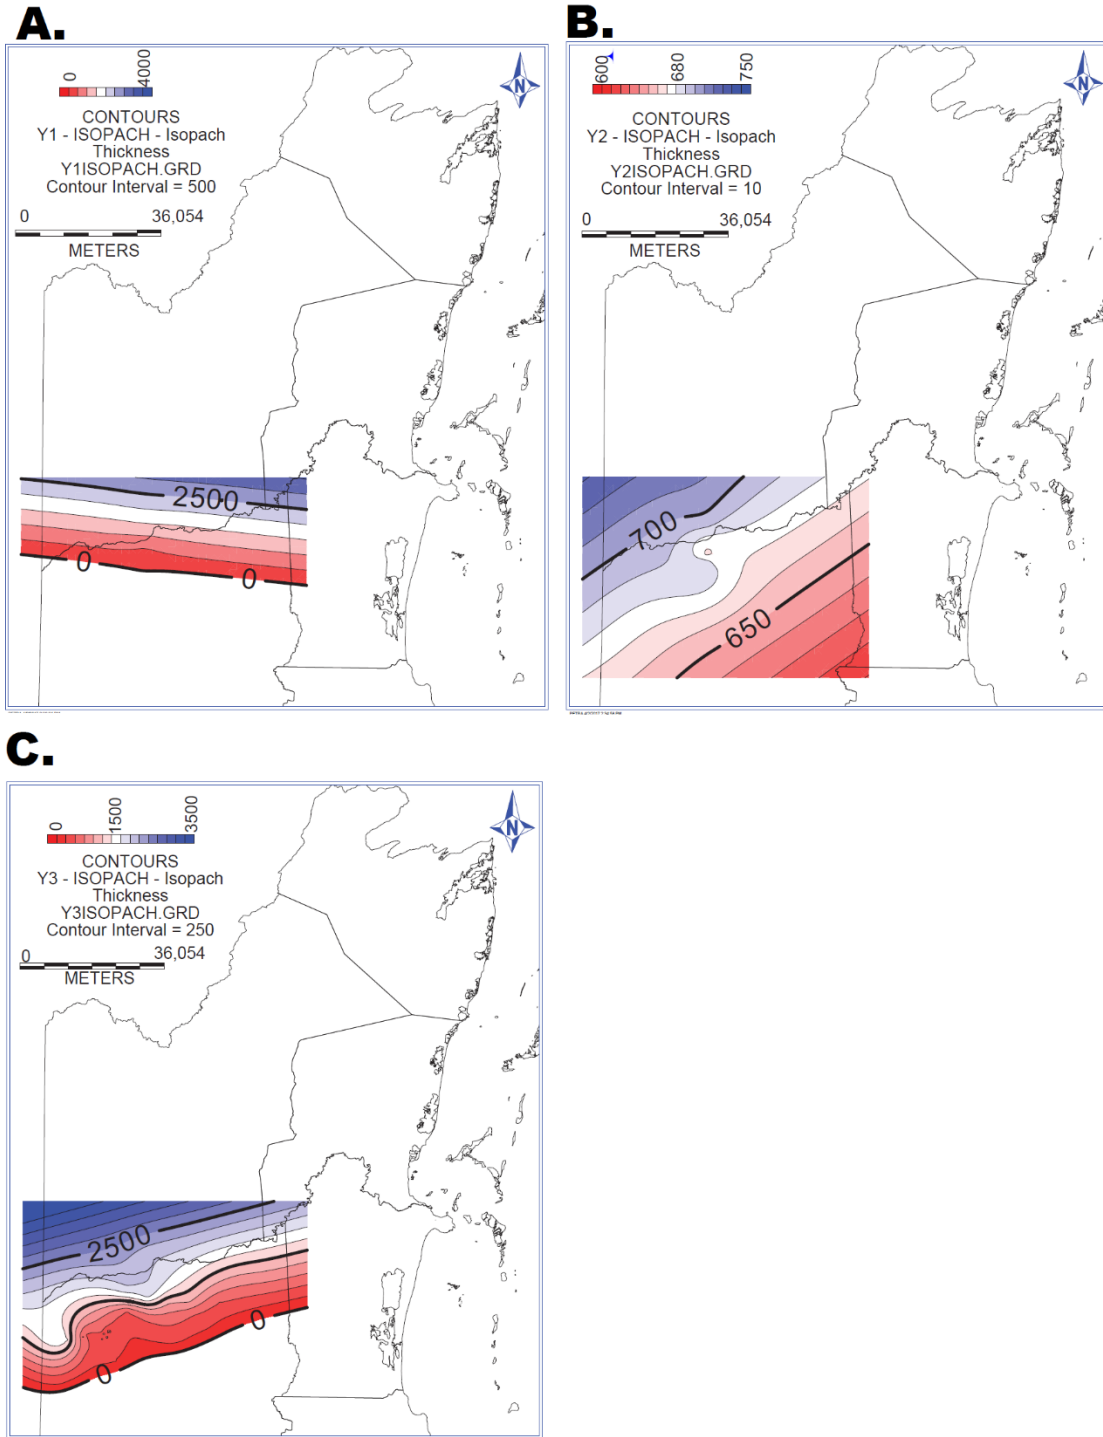 A.
0
4000
N
CONTOURS
Y1 - ISOPACH - Isopach
Thickness
Y1ISOPACH.GRD
Contour Interval = 500
0 36,054
METERS
2500
0
0
B.
600
680
750
N
CONTOURS
Y2 - ISOPACH - Isopach
Thickness
Y2ISOPACH.GRD
Contour Interval = 10
0 36,054
METERS
700
650
C.
0
1500
3500
N
CONTOURS
Y3 - ISOPACH - Isopach
Thickness
Y3ISOPACH.GRD
Contour Interval = 250
0 36,054
METERS
2500
0
0